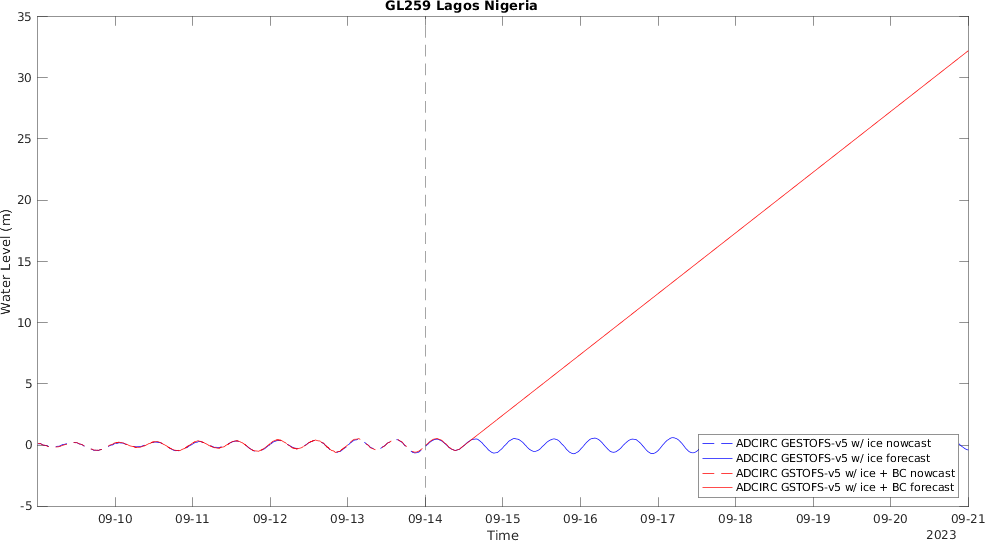 GL259 Lagos Nigeria
35
30
25
20
15
10
5
0
-5
Water Level (m)
09-10 09-11 09-12 09-13 09-14 09-15 09-16 09-17 09-18 09-19 09-20 09-21
Time
2023
ADCIRC GESTOFS-v5 w/ ice nowcast
ADCIRC GESTOFS-v5 w/ ice forecast
ADCIRC GSTOFS-v5 w/ ice + BC nowcast
ADCIRC GSTOFS-v5 w/ ice + BC forecast